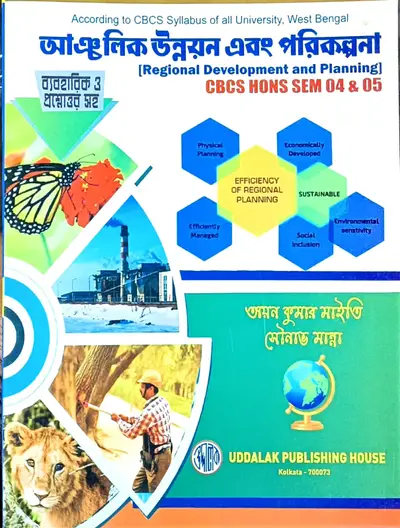 According to CBCS Syllabus of all University, West Bengal
আঞ্চলিক উন্নয়ন এবং পরিকল্পনা
[Regional Development and Planning]
CBCS HONS SEM 04 & 05
ব্যবহারিক ও
প্রশ্নোত্তর সহ
Physical
Planning
Economically
Developed
EFFICIENCY
OF REGIONAL
PLANNING
SUSTAINABLE
Efficiently
Managed
Social
Inclusion
Environmental
sensitivity
অমন কুমার মাইতি
সৌনাভ মান্না
UDDALAK PUBLISHING HOUSE
Kolkata - 700073